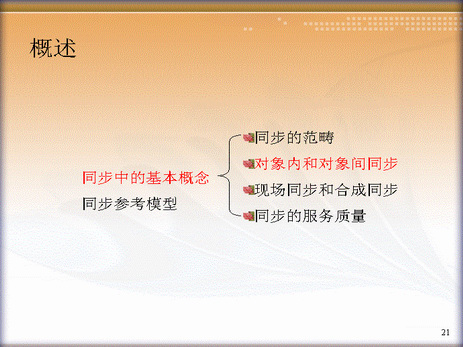 概述
同步的范畴
对象内和对象间同步
同步中的基本概念
现场同步和合成同步
同步参考模型
同步的服务质量
21